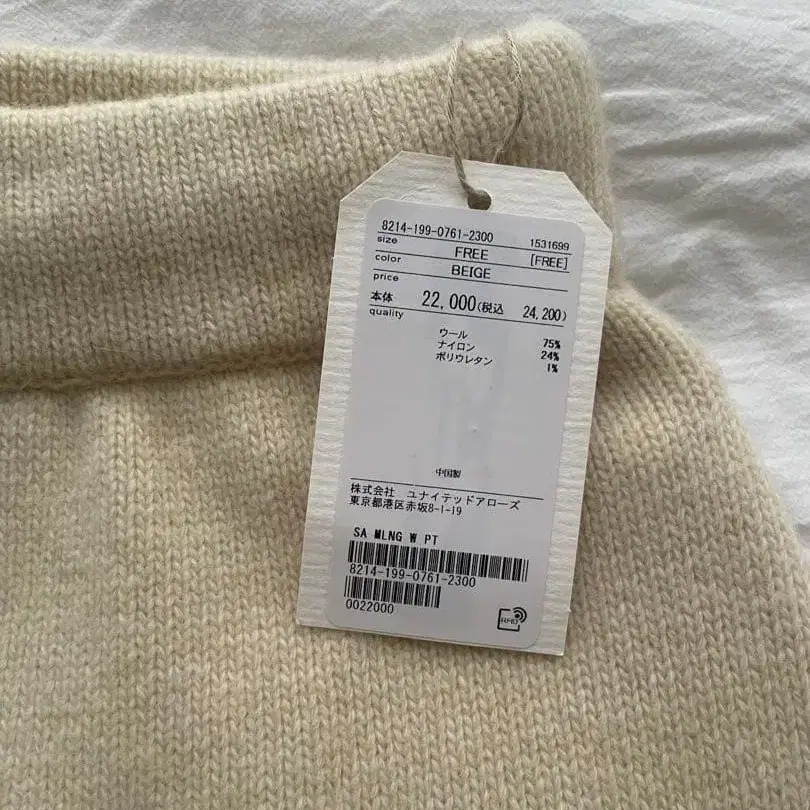 8214-199-0761-2300 1531699
size FREE [FREE]
color BEIGE
price
本体 22,000(税込 24,200)
quality
ウール 75%
ナイロン 24%
ポリウレタン 1%
中国製
株式会社 ユナイテッドアローズ
東京都港区赤坂8-1-19
SA MLNG W PT
8214-199-0761-2300
0022000
RFID